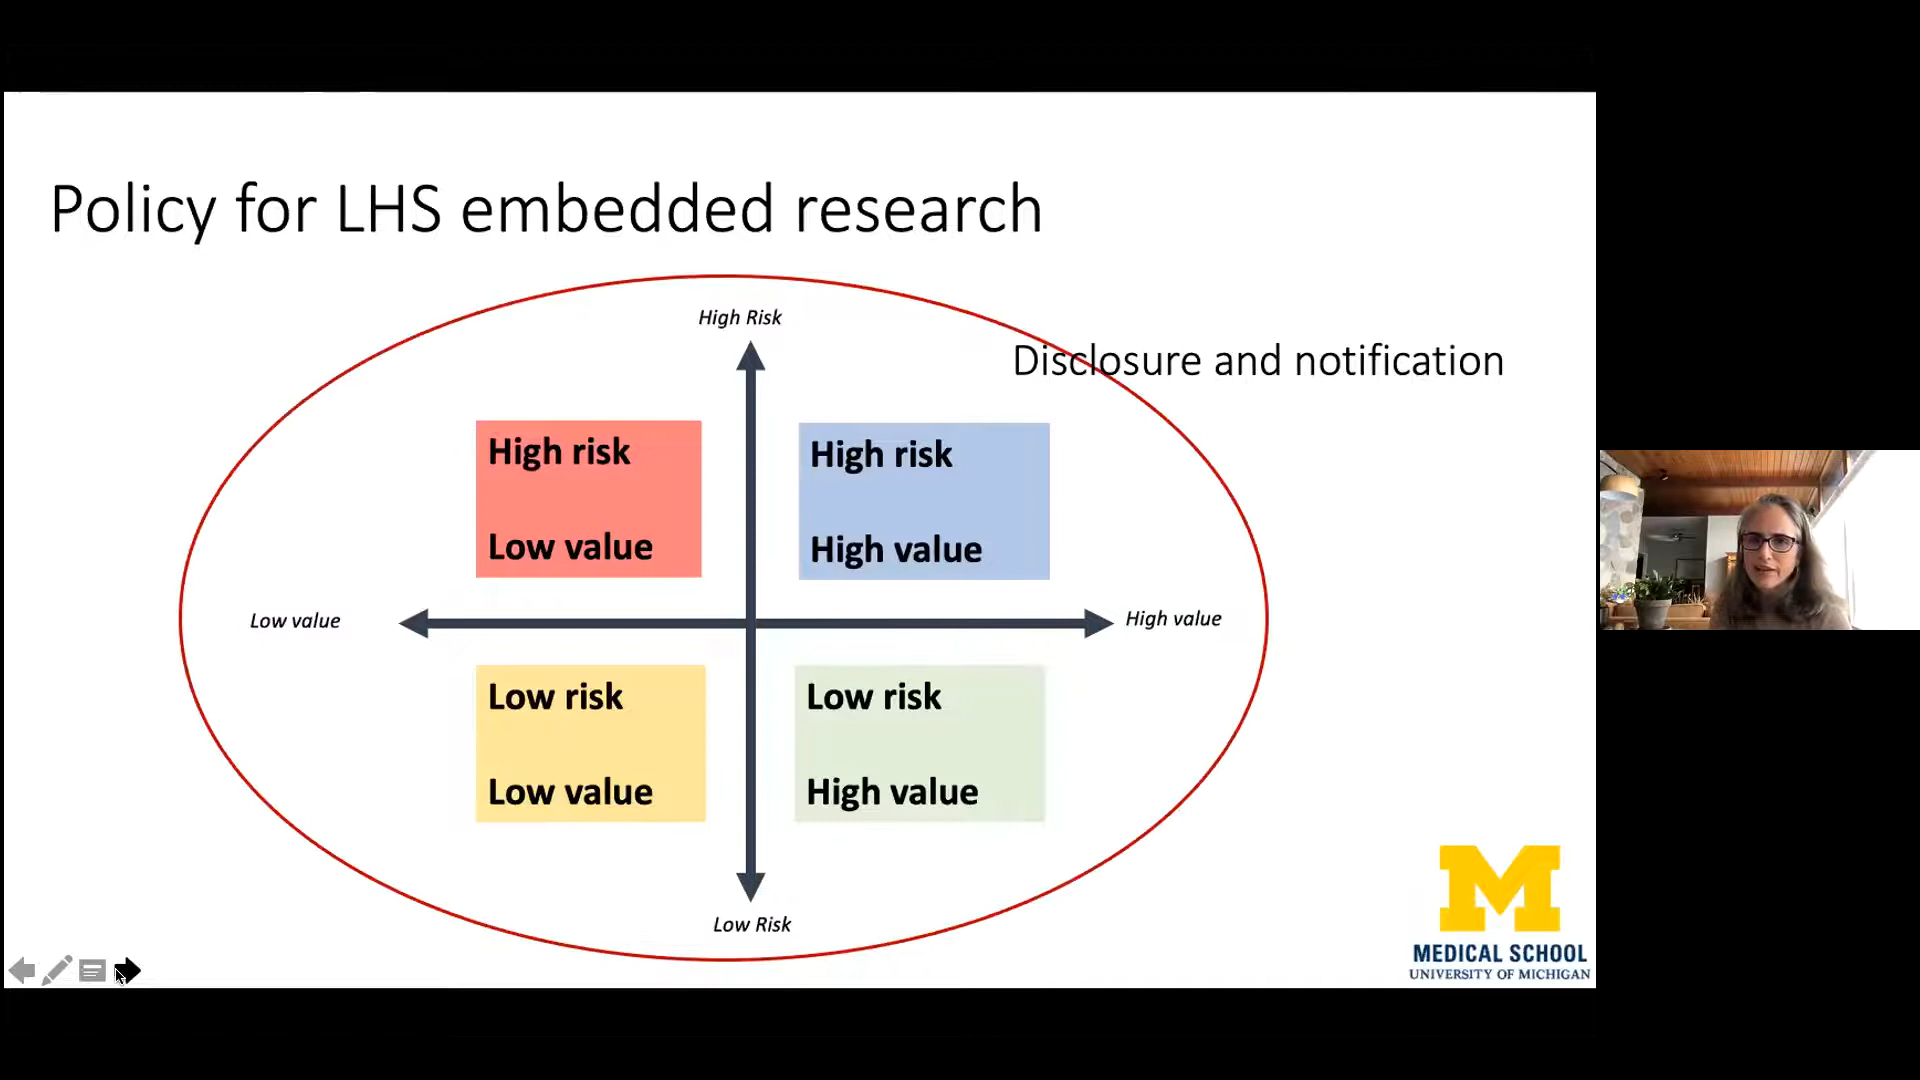 Policy for LHS embedded research
High Risk
Disclosure and notification
High risk
Low value
High risk
High value
Low value
High value
Low risk
Low value
Low risk
High value
Low Risk
M
MEDICAL SCHOOL
UNIVERSITY OF MICHIGAN